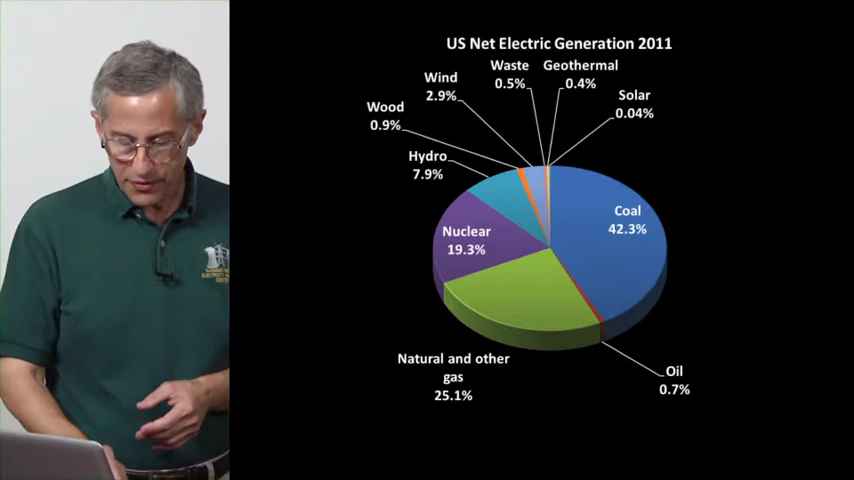 US Net Electric Generation 2011
Waste
0.5%
Geothermal
0.4%
Wind
2.9%
Solar
0.04%
Wood
0.9%
Hydro
7.9%
Coal
42.3%
Nuclear
19.3%
Natural and other
gas
25.1%
Oil
0.7%